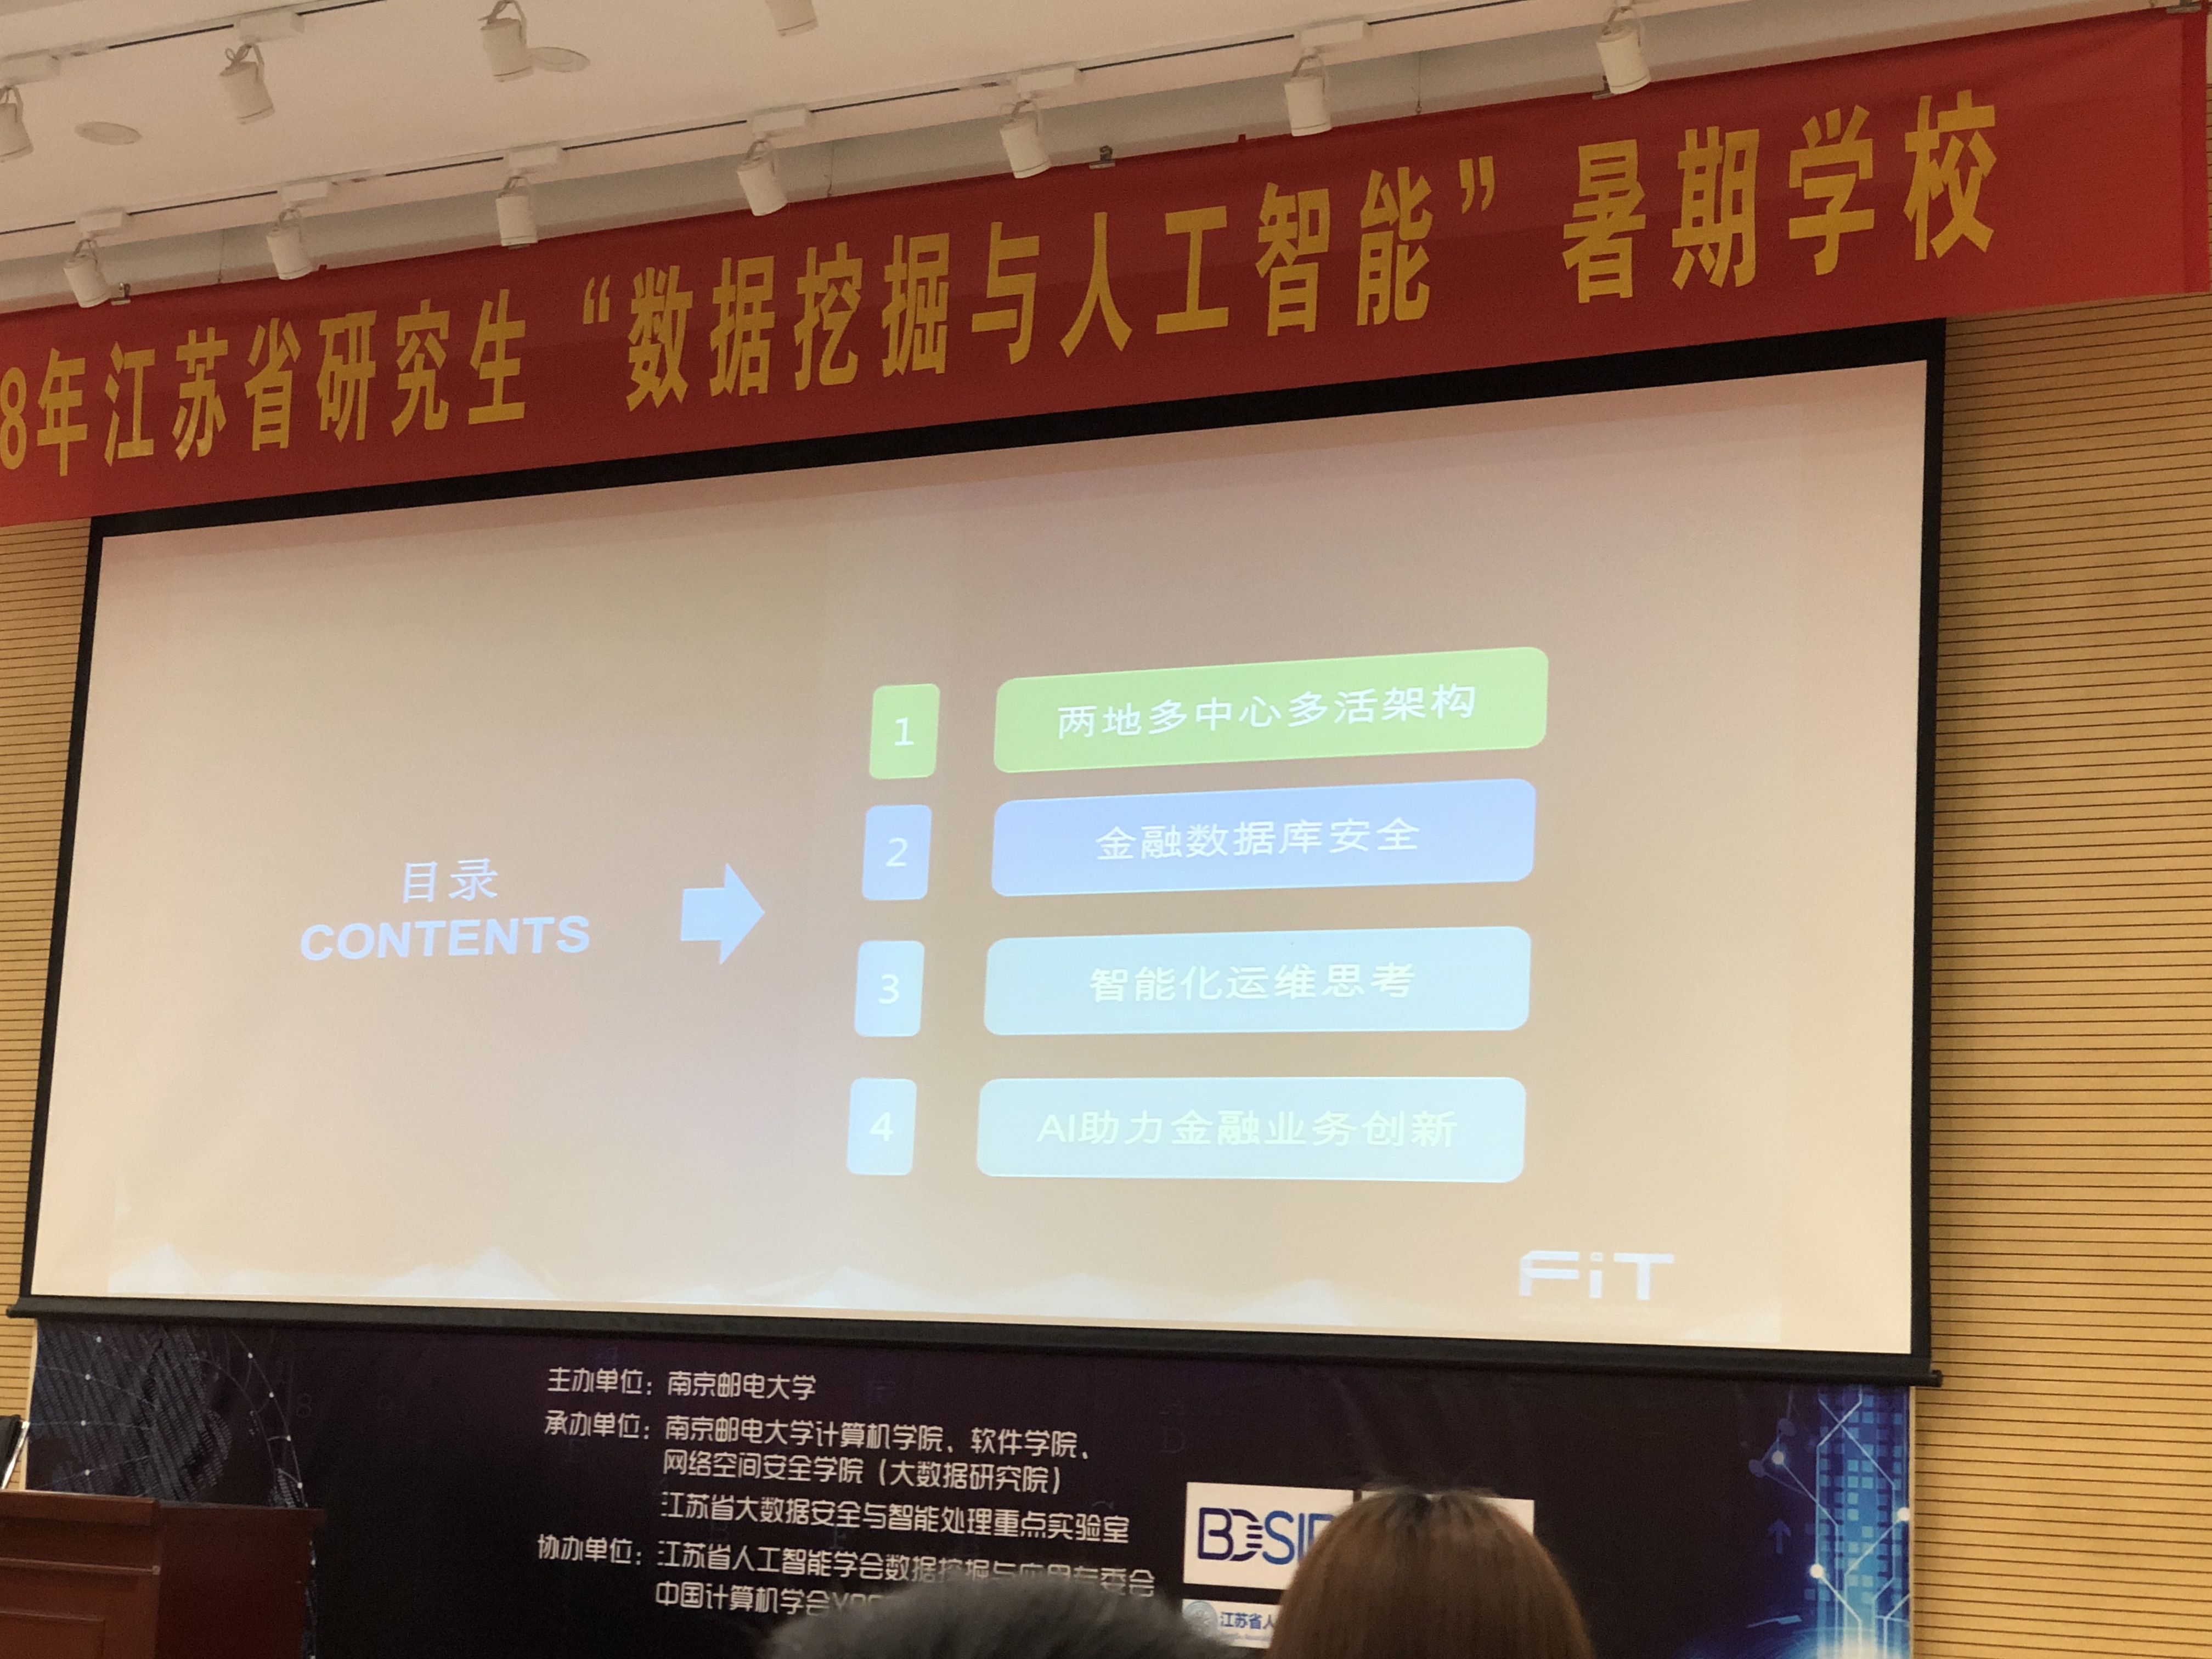 8年江苏省研究生“数据挖掘与人工智能”暑期学校
目录
CONTENTS
1 两地多中心多活架构
2 金融数据库安全
3 智能化运维思考
4 AI助力金融业务创新
FiT
主办单位：南京邮电大学
承办单位：南京邮电大学计算机学院、软件学院、
网络空间安全学院（大数据研究院）
江苏省大数据安全与智能处理重点实验室
协办单位：江苏省人工智能学会数据挖掘与应用专委会
中国计算机学会
BDSI
江苏省人